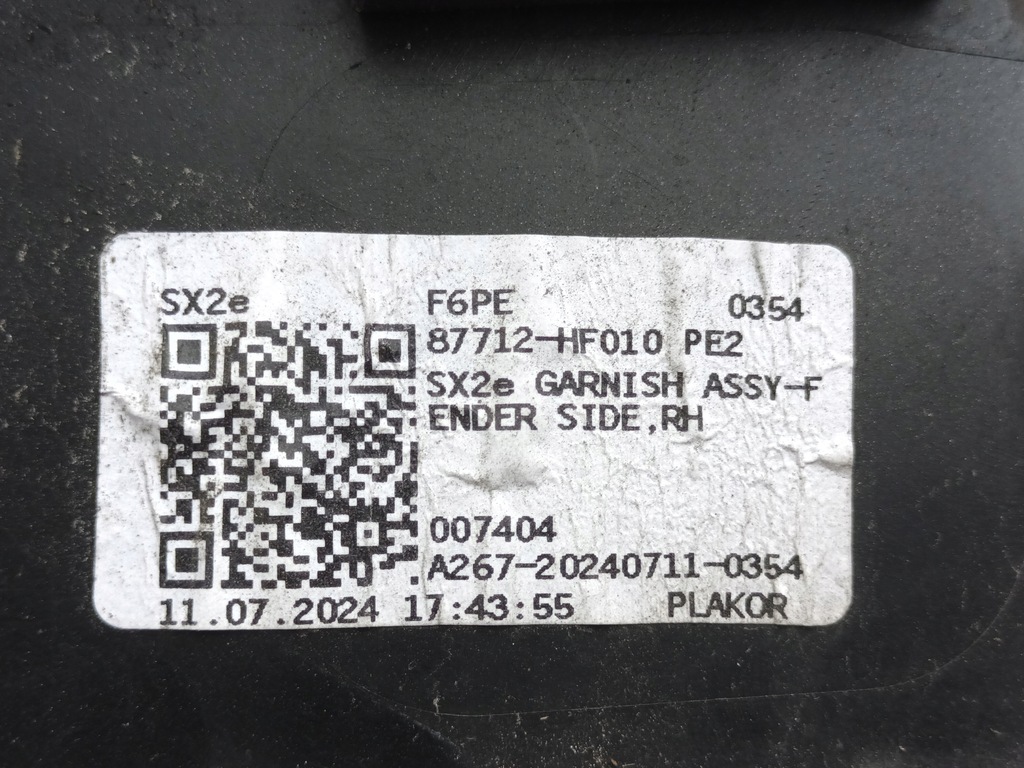 SX2e F6PE 0354
87712-HF010 PE2
SX2e GARNISH ASSY-F
ENDER SIDE,RH
007404
A267-20240711-0354
11.07.2024 17:43:55 PLAKOR